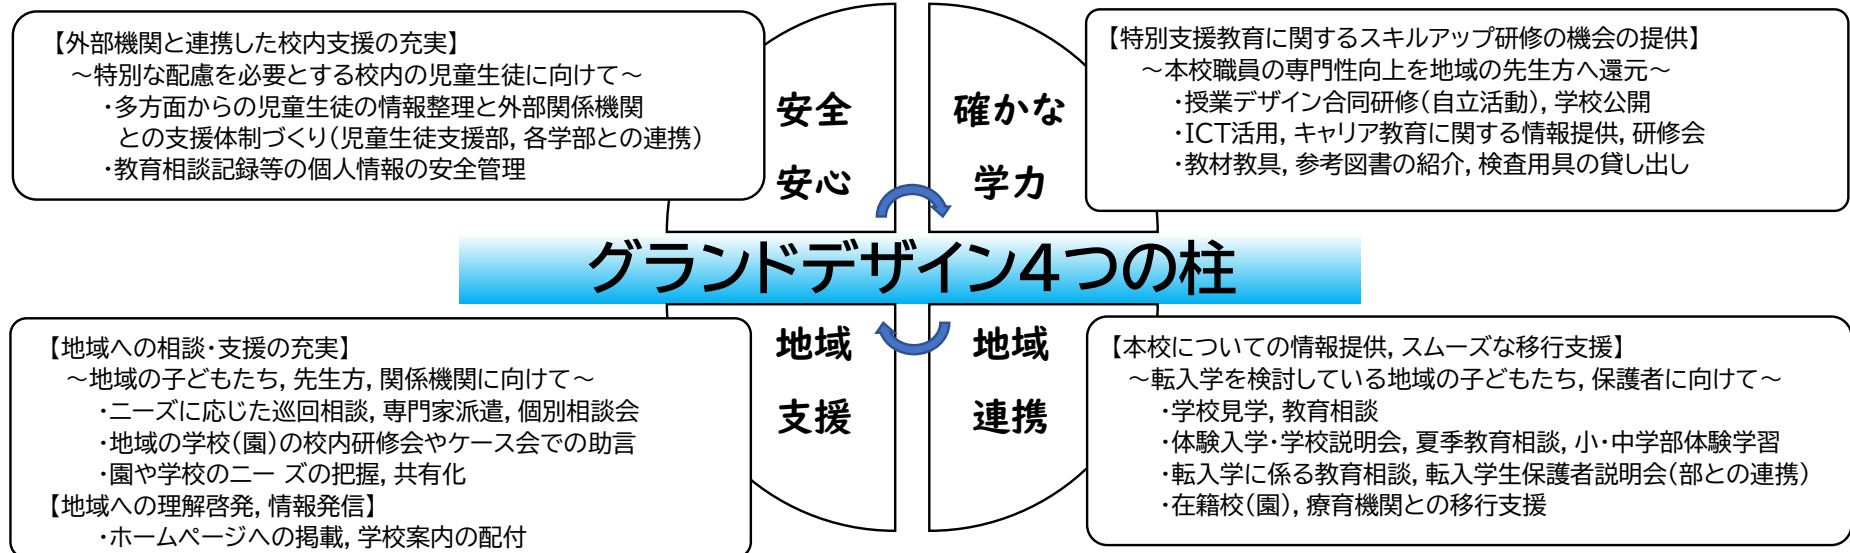 【外部機関と連携した校内支援の充実】
～特別な配慮を必要とする校内の児童生徒に向けて～
・多方面からの児童生徒の情報整理と外部関係機関
との支援体制づくり(児童生徒支援部, 各学部との連携)
・教育相談記録等の個人情報の安全管理
安全
安心
確かな
学力
【特別支援教育に関するスキルアップ研修の機会の提供】
～本校職員の専門性向上を地域の先生方へ還元～
・授業デザイン合同研修(自立活動), 学校公開
・ICT活用, キャリア教育に関する情報提供, 研修会
・教材教具, 参考図書の紹介, 検査用具の貸し出し
グランドデザイン4つの柱
【地域への相談・支援の充実】
～地域の子どもたち, 先生方, 関係機関に向けて～
・ニーズに応じた巡回相談, 専門家派遣, 個別相談会
・地域の学校(園)の校内研修会やケース会での助言
・園や学校のニー ズの把握, 共有化
【地域への理解啓発, 情報発信】
・ホームページへの掲載, 学校案内の配付
地域
支援
地域
連携
【本校についての情報提供, スムーズな移行支援】
～転入学を検討している地域の子どもたち, 保護者に向けて～
・学校見学, 教育相談
・体験入学・学校説明会, 夏季教育相談, 小・中学部体験学習
・転入学に係る教育相談, 転入学生保護者説明会(部との連携)
・在籍校(園), 療育機関との移行支援